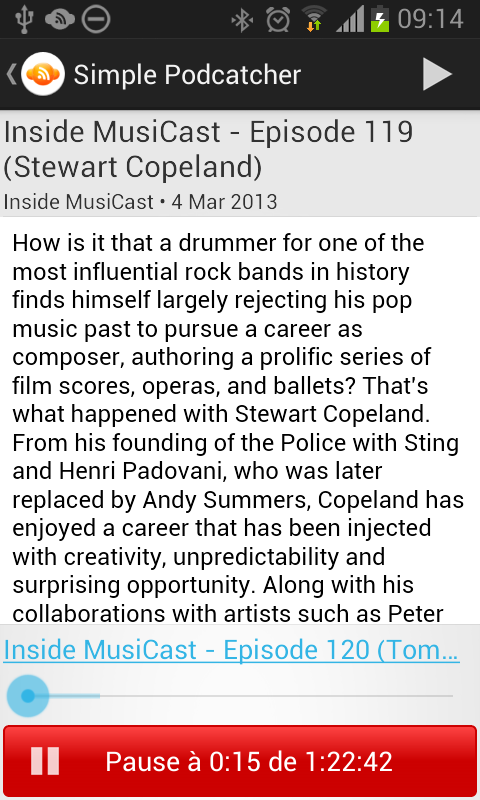 09:14
Simple Podcatcher
Inside MusiCast - Episode 119
(Stewart Copeland)
Inside MusiCast • 4 Mar 2013
How is it that a drummer for one of the
most influential rock bands in history
finds himself largely rejecting his pop
music past to pursue a career as
composer, authoring a prolific series of
film scores, operas, and ballets? That's
what happened with Stewart Copeland.
From his founding of the Police with Sting
and Henri Padovani, who was later
replaced by Andy Summers, Copeland has
enjoyed a career that has been injected
with creativity, unpredictability and
surprising opportunity. Along with his
collaborations with artists such as Peter
Inside MusiCast - Episode 120 (Tom...
Pause à 0:15 de 1:22:42